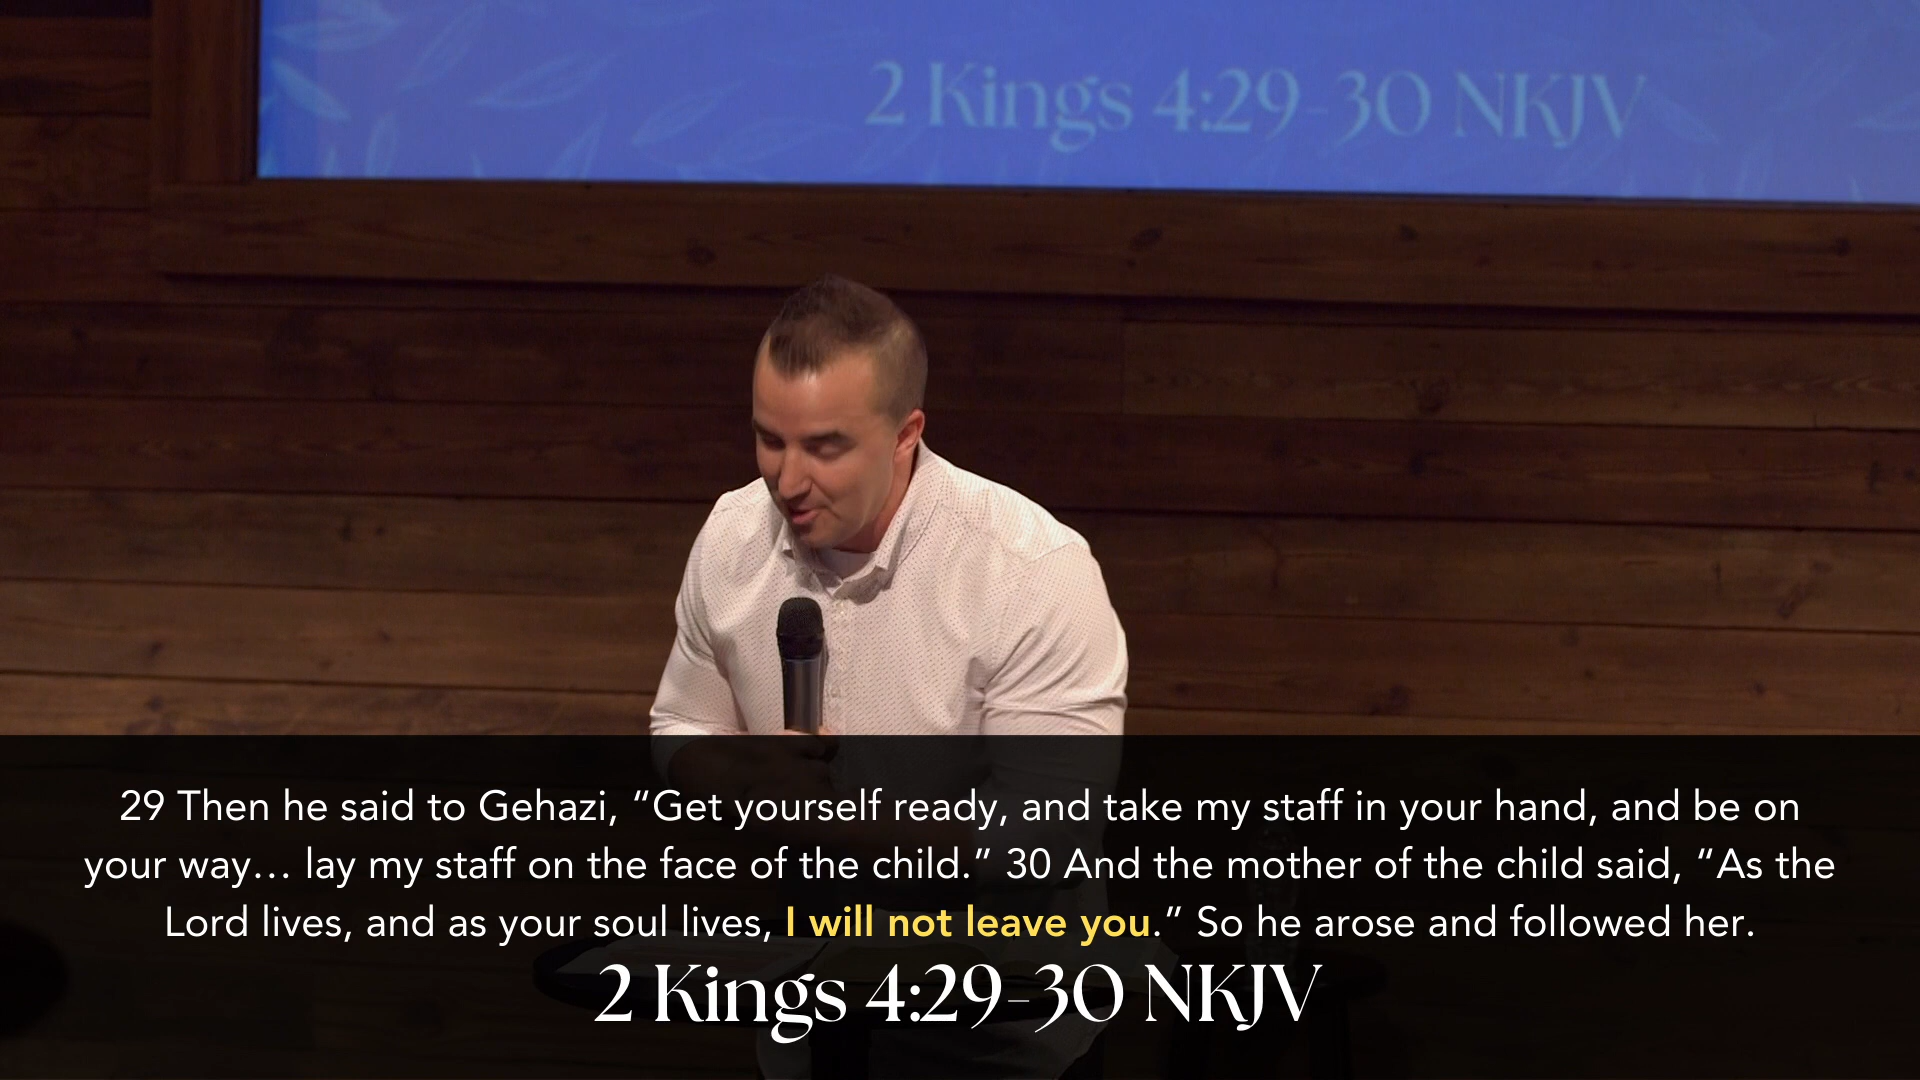 2 Kings 4:29-30 NKJV
29 Then he said to Gehazi, “Get yourself ready, and take my staff in your hand, and be on
your way... lay my staff on the face of the child.” 30 And the mother of the child said, “As the
Lord lives, and as your soul lives, I will not leave you.” So he arose and followed her.
2 Kings 4:29-30 NKJV